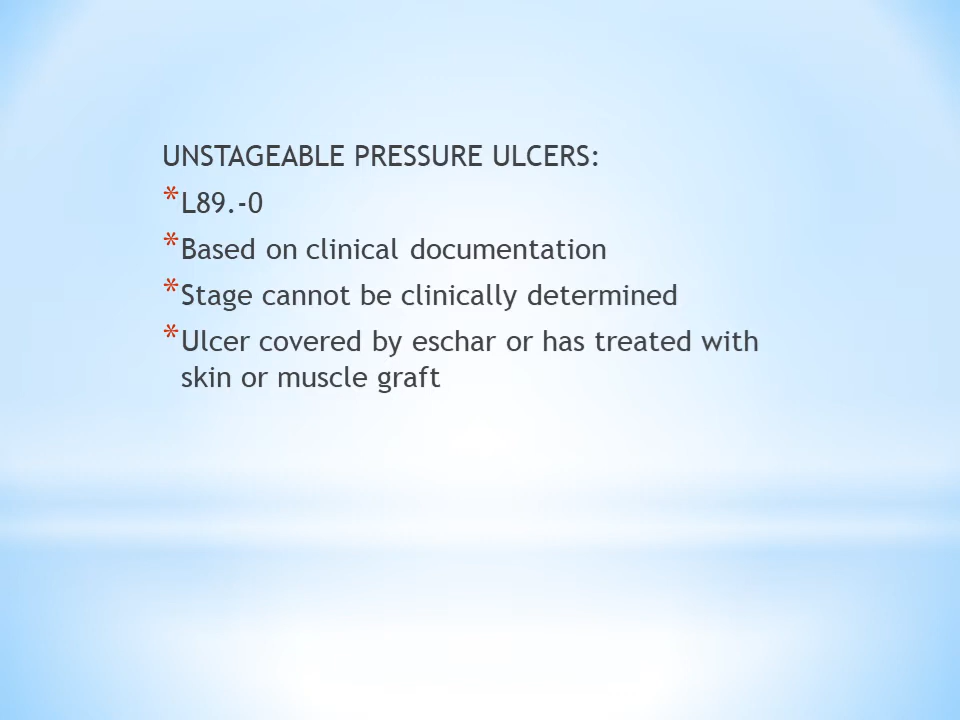 UNSTAGEABLE PRESSURE ULCERS:
*L89.-0
*Based on clinical documentation
*Stage cannot be clinically determined
*Ulcer covered by eschar or has treated with
skin or muscle graft